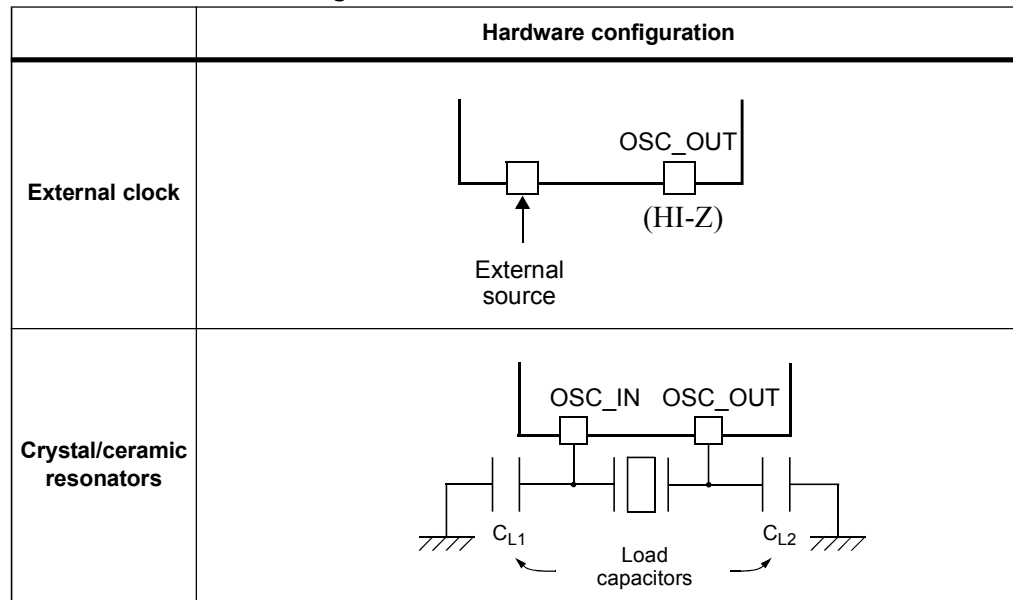 Hardware configuration
External clock
OSC_OUT
(HI-Z)
External
source
Crystal/ceramic
resonators
OSC_IN OSC_OUT
CL1
CL2
Load
capacitors